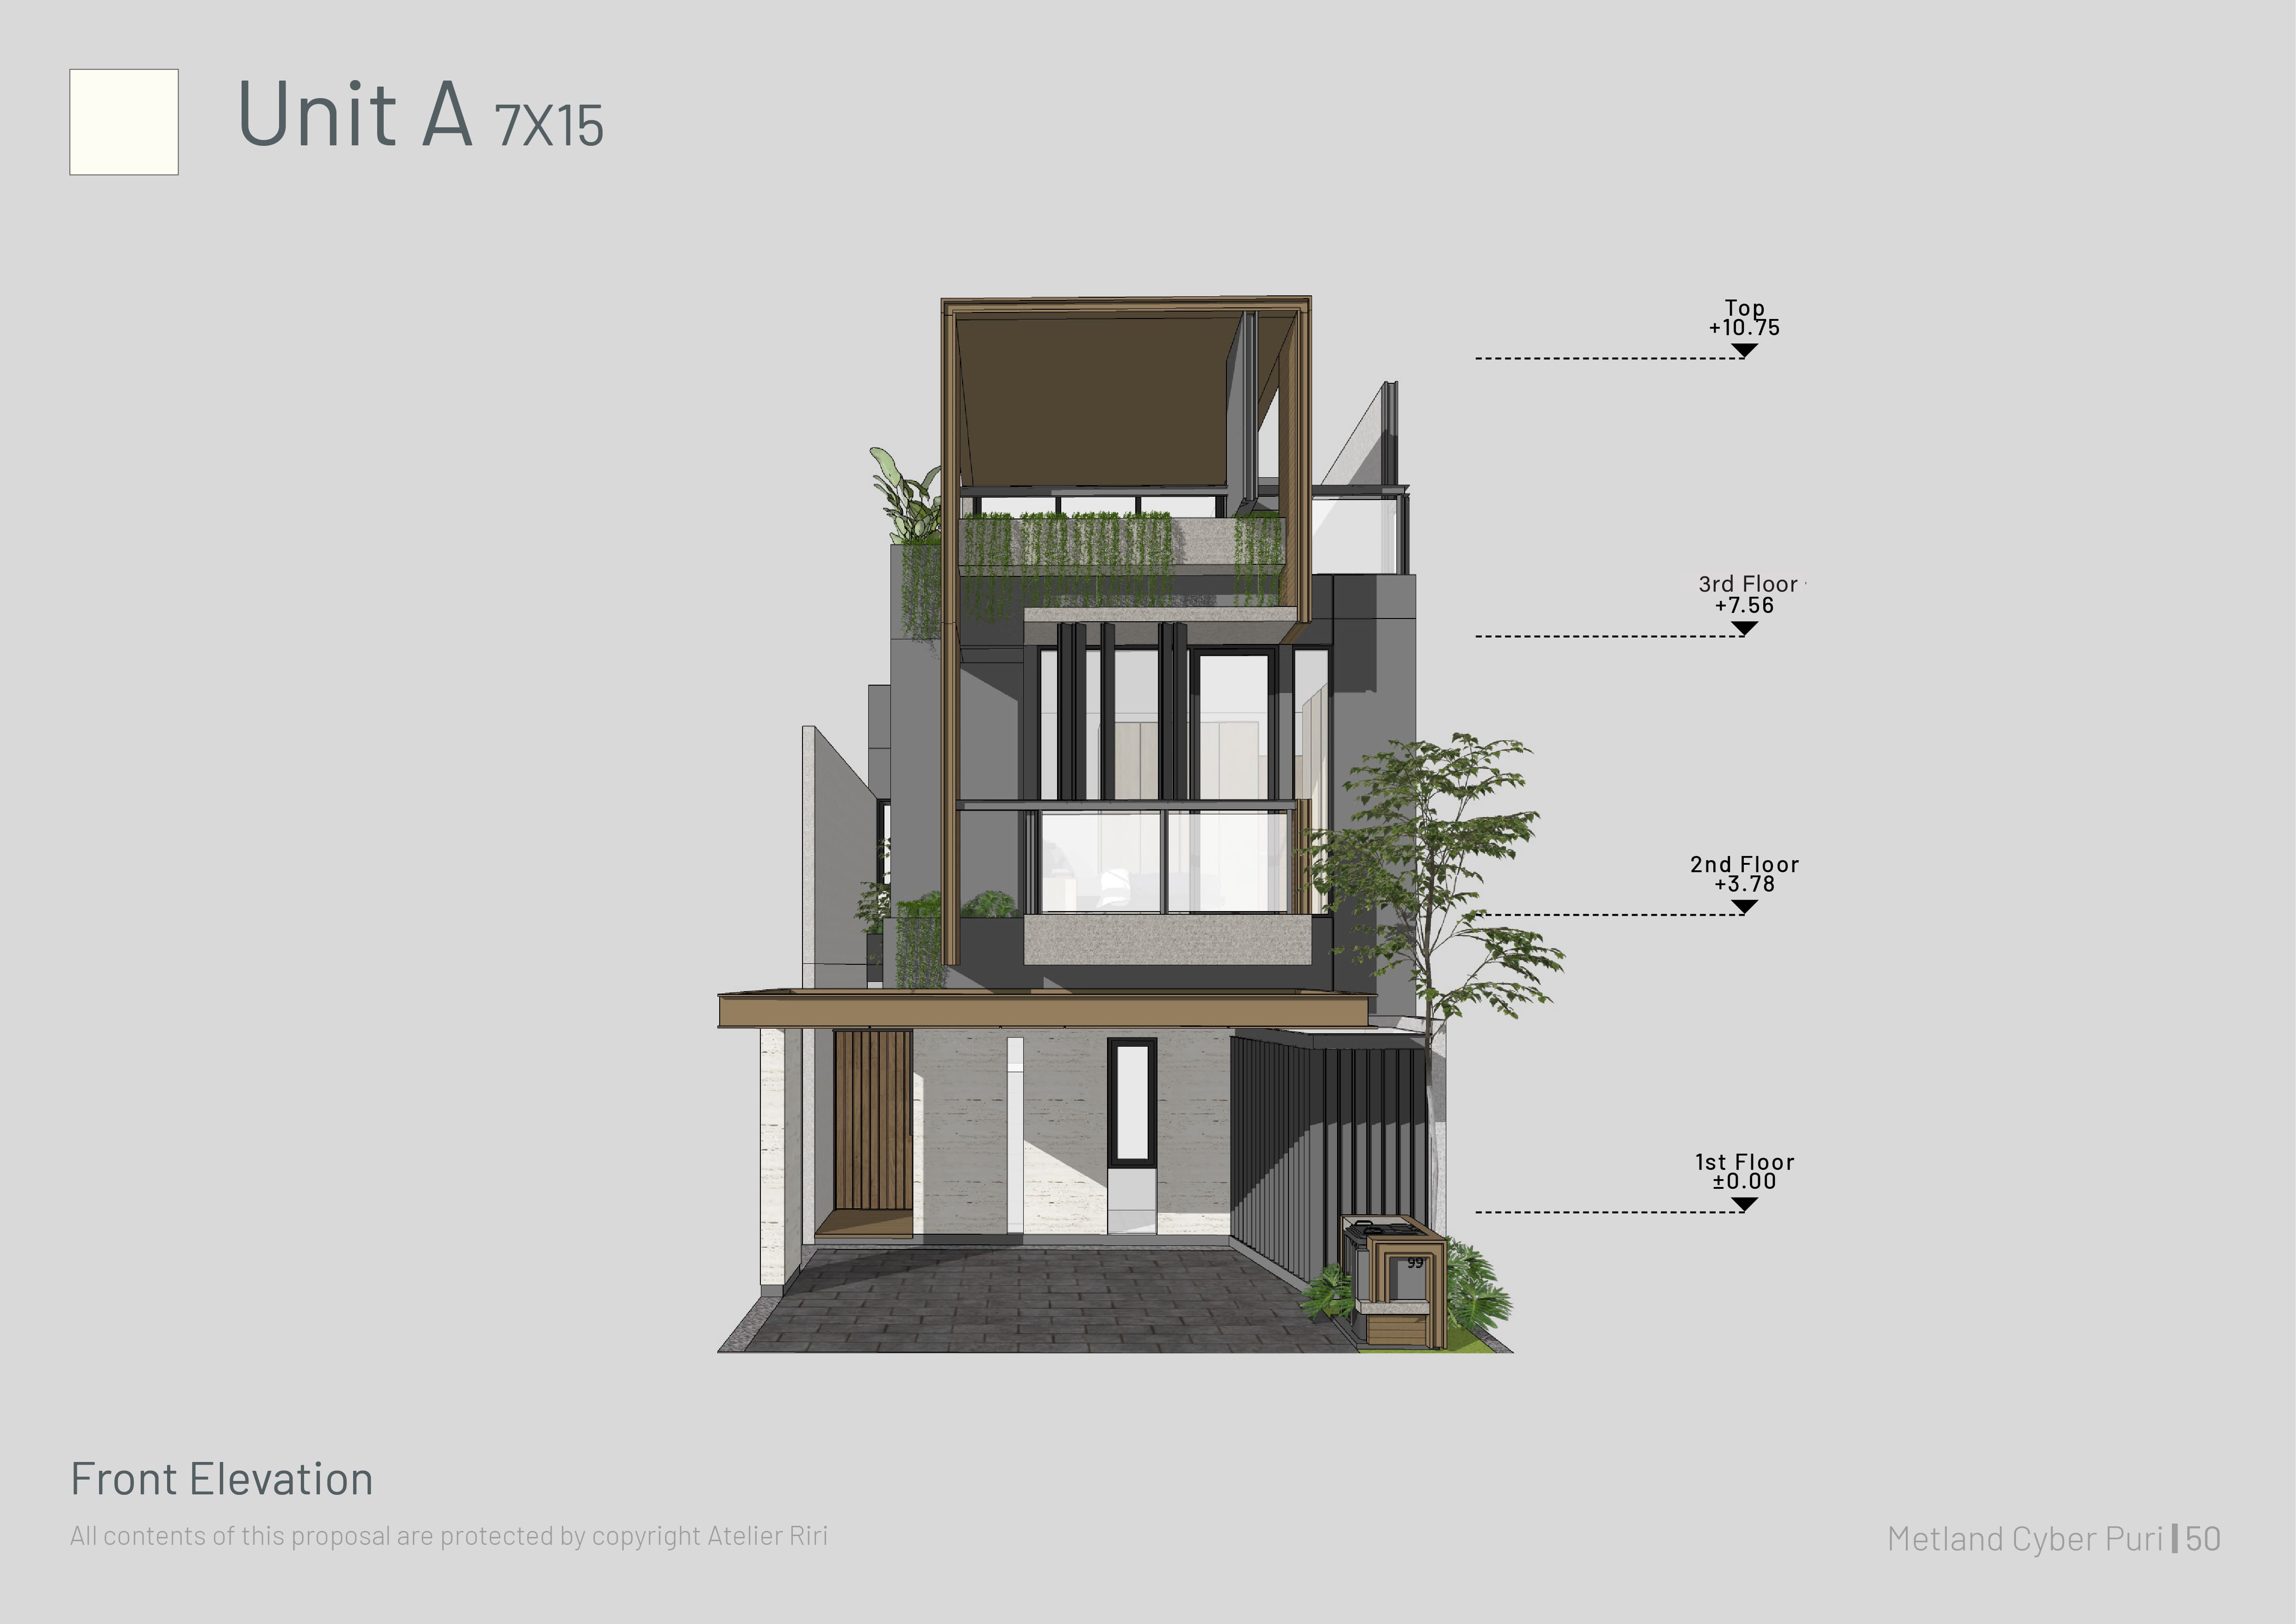 Unit A 7X15
Top
+10.75
3rd Floor
+7.56
2nd Floor
+3.78
1st Floor
±0.00
99
Front Elevation
All contents of this proposal are protected by copyright Atelier Riri
Metland Cyber Puri | 50